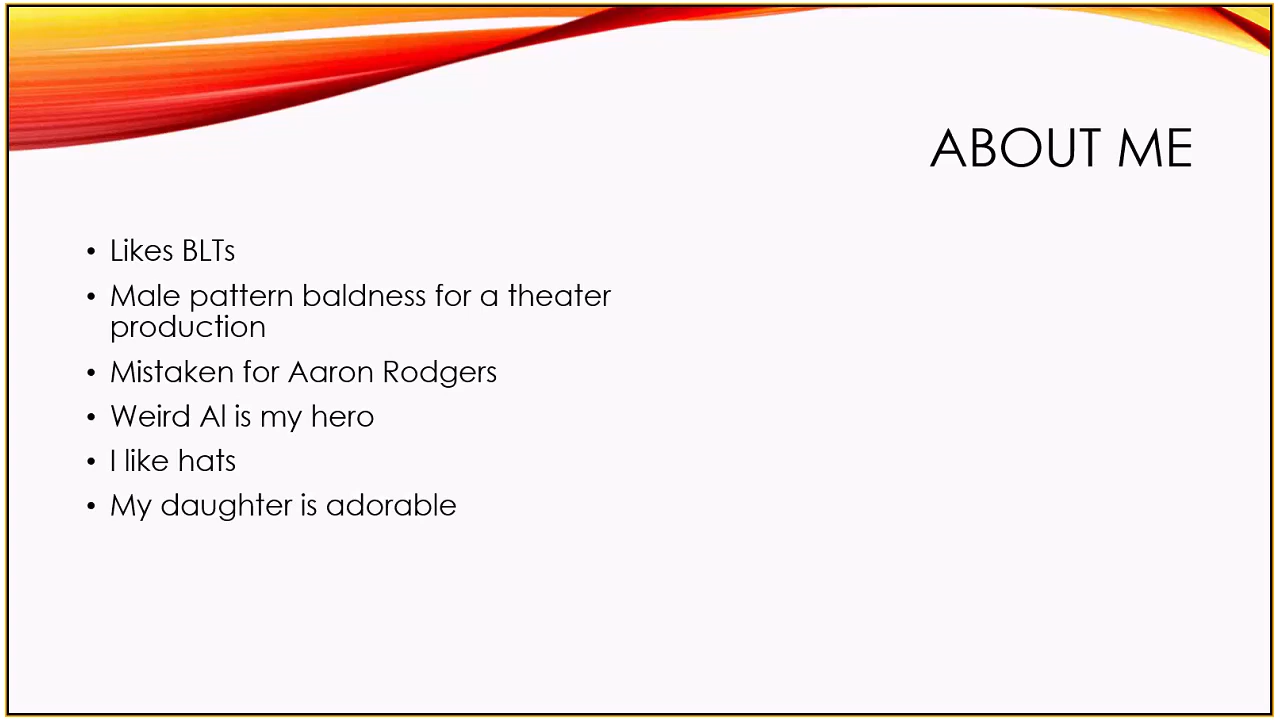 ABOUT ME
• Likes BLTs
• Male pattern baldness for a theater
production
• Mistaken for Aaron Rodgers
• Weird Al is my hero
• I like hats
• My daughter is adorable